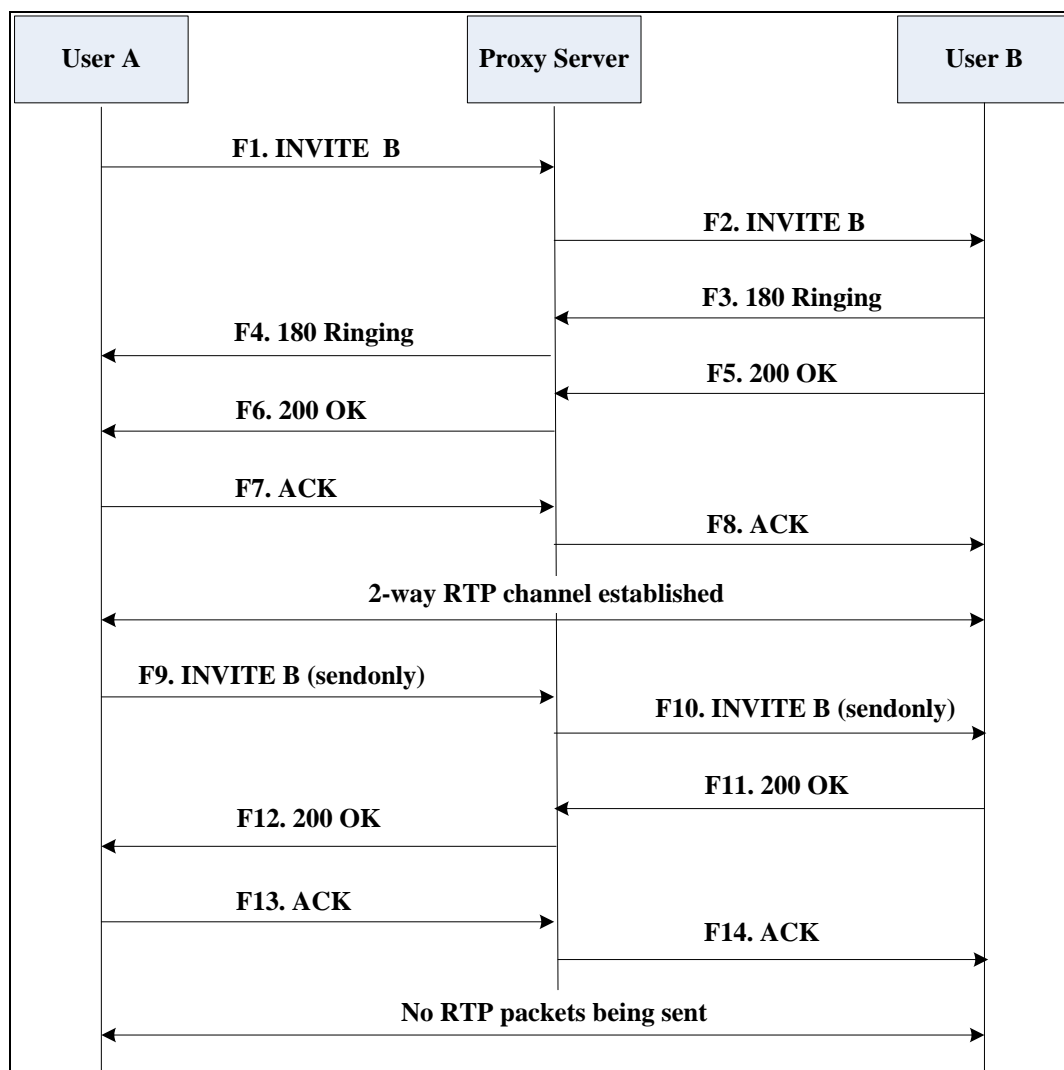 User A
Proxy Server
User B
F1. INVITE  B
F2. INVITE B
F3. 180 Ringing
F4. 180 Ringing
F5. 200 OK
F6. 200 OK
F7. ACK
F8. ACK
2-way RTP channel established
F9. INVITE B (sendonly)
F10. INVITE B (sendonly)
F11. 200 OK
F12. 200 OK
F13. ACK
F14. ACK
No RTP packets being sent